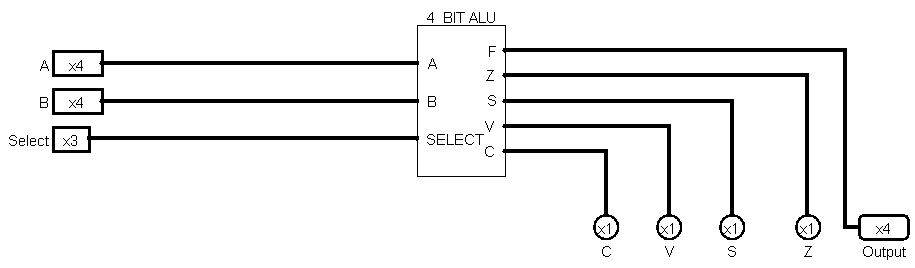 4 BIT ALU
A x4 A F
Z
B x4 B S
V
Select x3 SELECT
C
x1 x1 x1 x1 x4
C V S Z Output